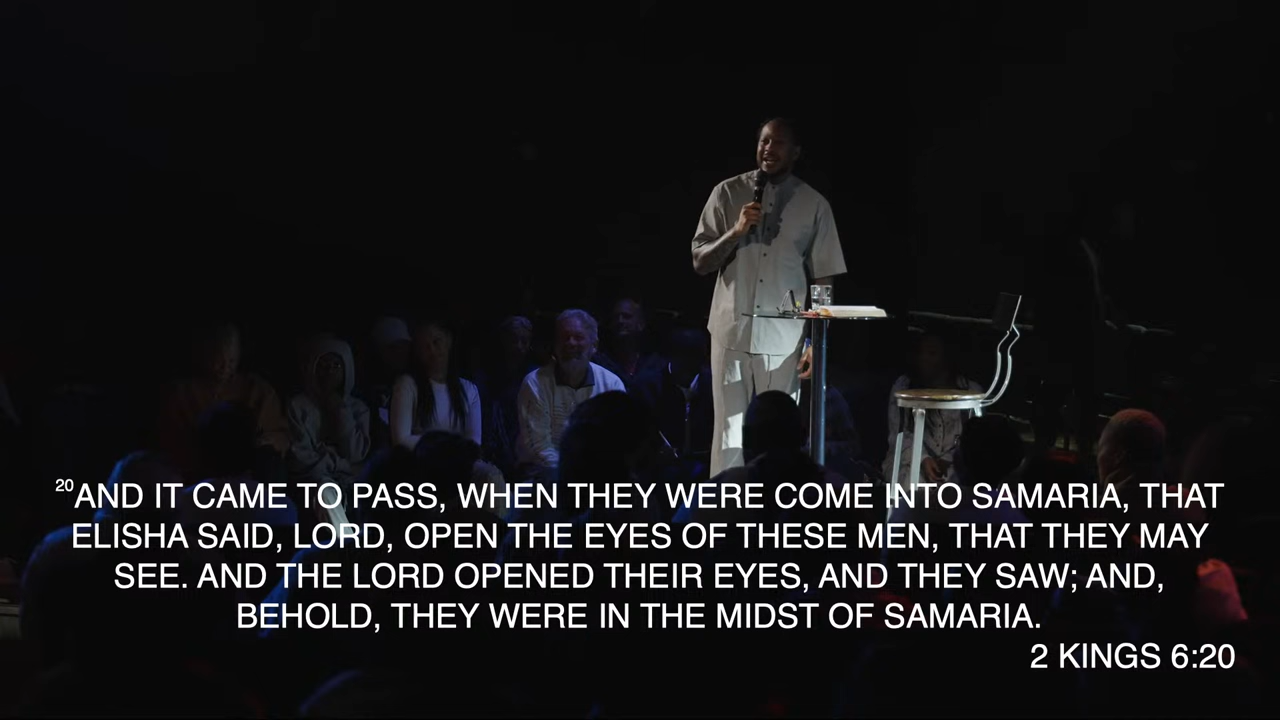 20AND IT CAME TO PASS, WHEN THEY WERE COME INTO SAMARIA, THAT
ELISHA SAID, LORD, OPEN THE EYES OF THESE MEN, THAT THEY MAY
SEE. AND THE LORD OPENED THEIR EYES, AND THEY SAW; AND,
BEHOLD, THEY WERE IN THE MIDST OF SAMARIA.
2 KINGS 6:20